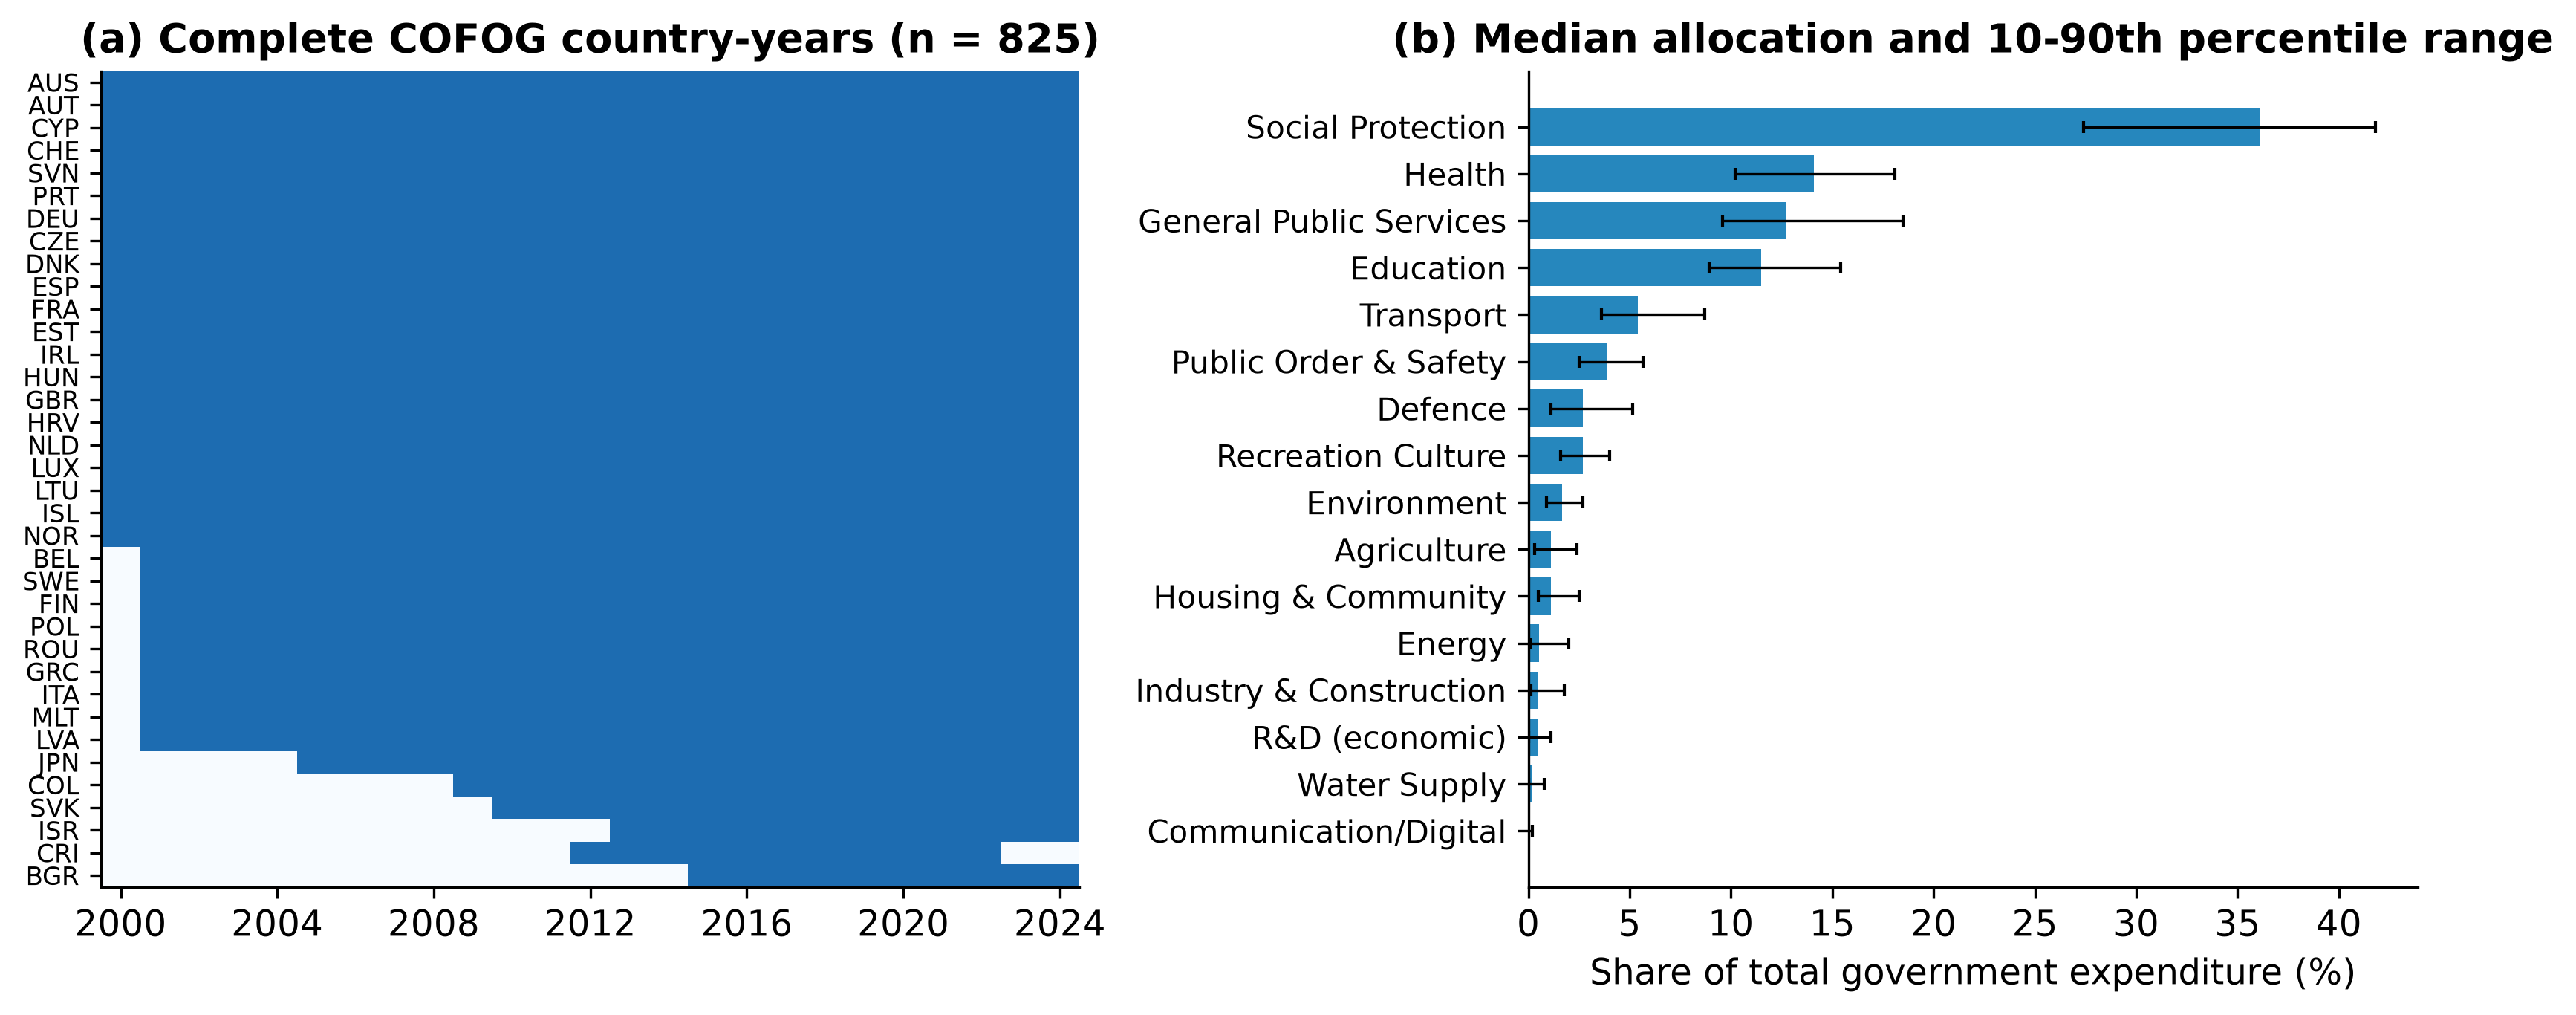 (a) Complete COFOG country-years (n = 825)
AUS
AUT
CYP
CHE
SVN
PRT
DEU
CZE
DNK
ESP
FRA
EST
IRL
HUN
GBR
HRV
NLD
LUX
LTU
ISL
NOR
BEL
SWE
FIN
POL
ROU
GRC
ITA
MLT
LVA
JPN
COL
SVK
ISR
CRI
BGR
2000 2004 2008 2012 2016 2020 2024
(b) Median allocation and 10-90th percentile range
Social Protection
Health
General Public Services
Education
Transport
Public Order & Safety
Defence
Recreation Culture
Environment
Agriculture
Housing & Community
Energy
Industry & Construction
R&D (economic)
Water Supply
Communication/Digital
0 5 10 15 20 25 30 35 40
Share of total government expenditure (%)